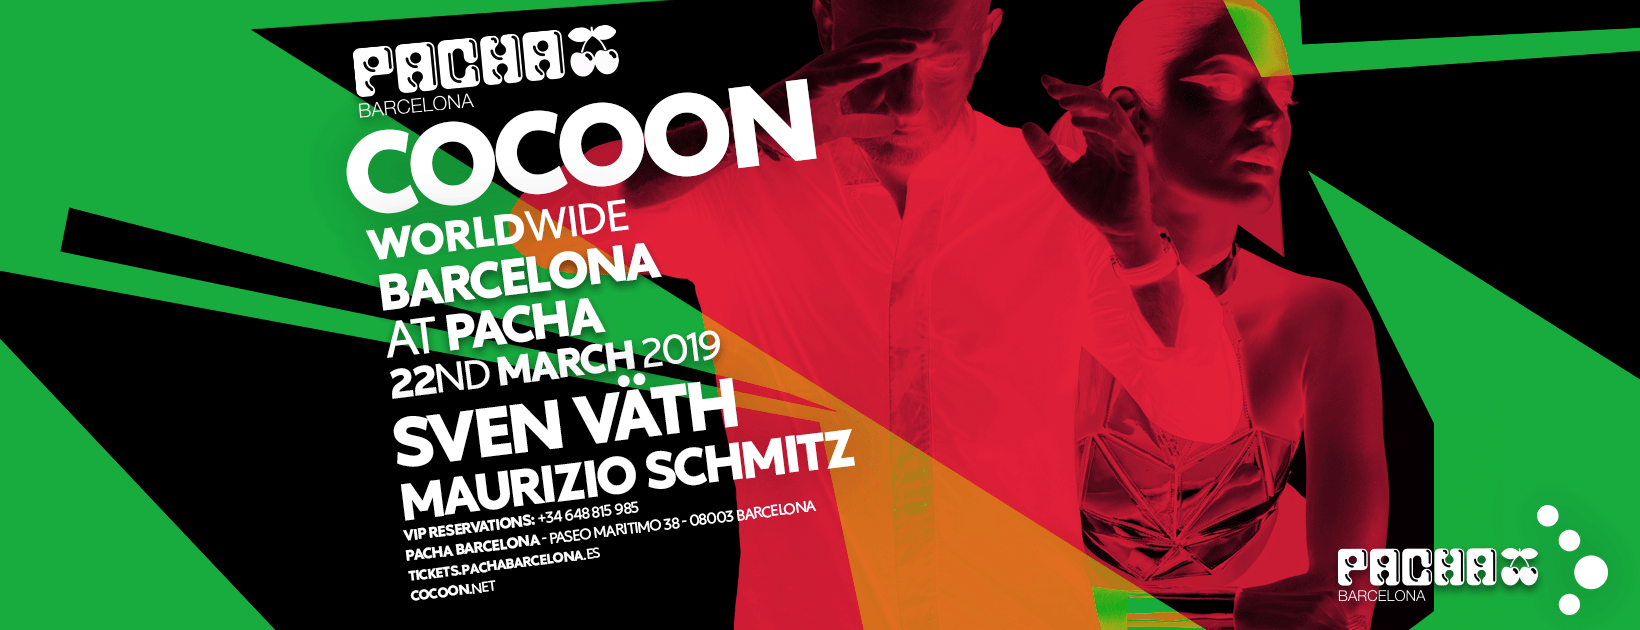 PACHA
BARCELONA
COCOON
WORLDWIDE
BARCELONA
AT PACHA
22ND MARCH 2019
SVEN VÄTH
MAURIZIO SCHMITZ
VIP RESERVATIONS: +34 648 815 985
PACHA BARCELONA - PASEO MARITIMO 38 - 08003 BARCELONA
TICKETS.PACHABARCELONA.ES
COCOON.NET
PACHA
BARCELONA